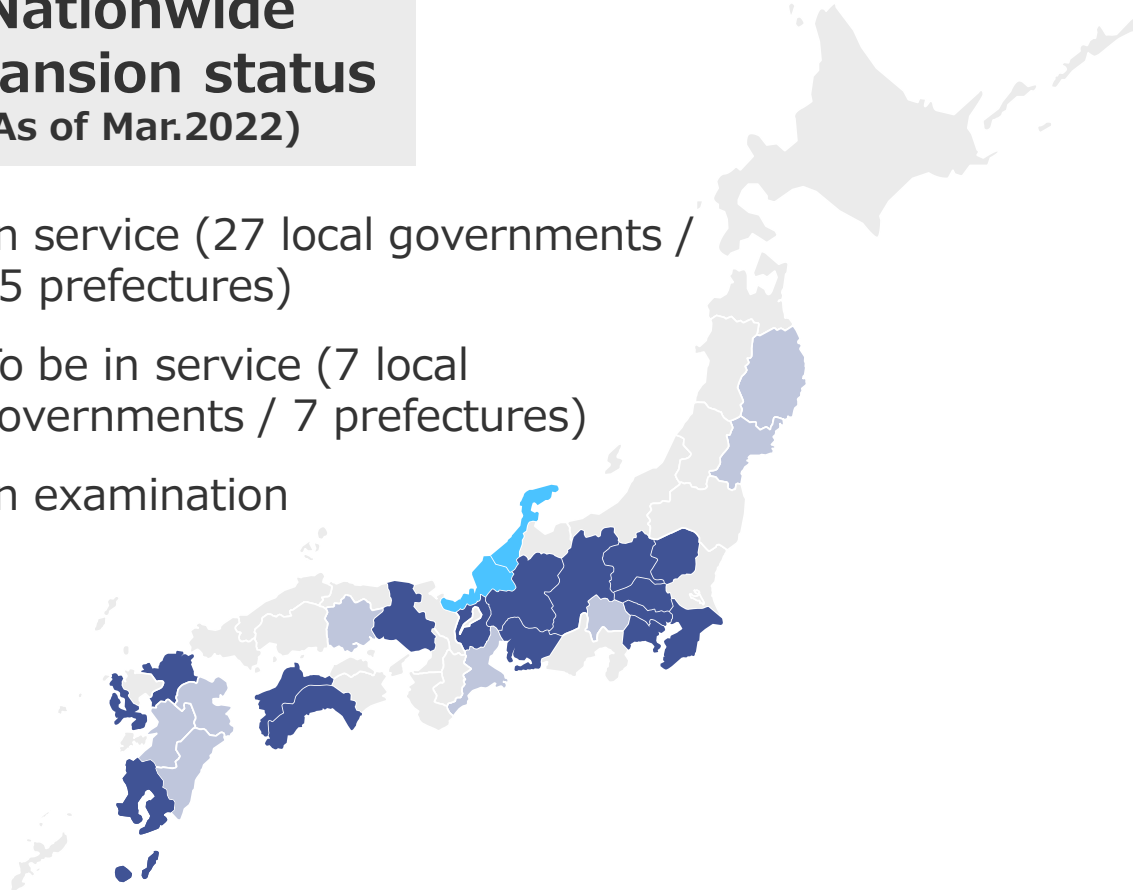 Nationwide
ansion status
As of Mar.2022)
n service (27 local governments /
5 prefectures)
o be in service (7 local
overnments / 7 prefectures)
n examination